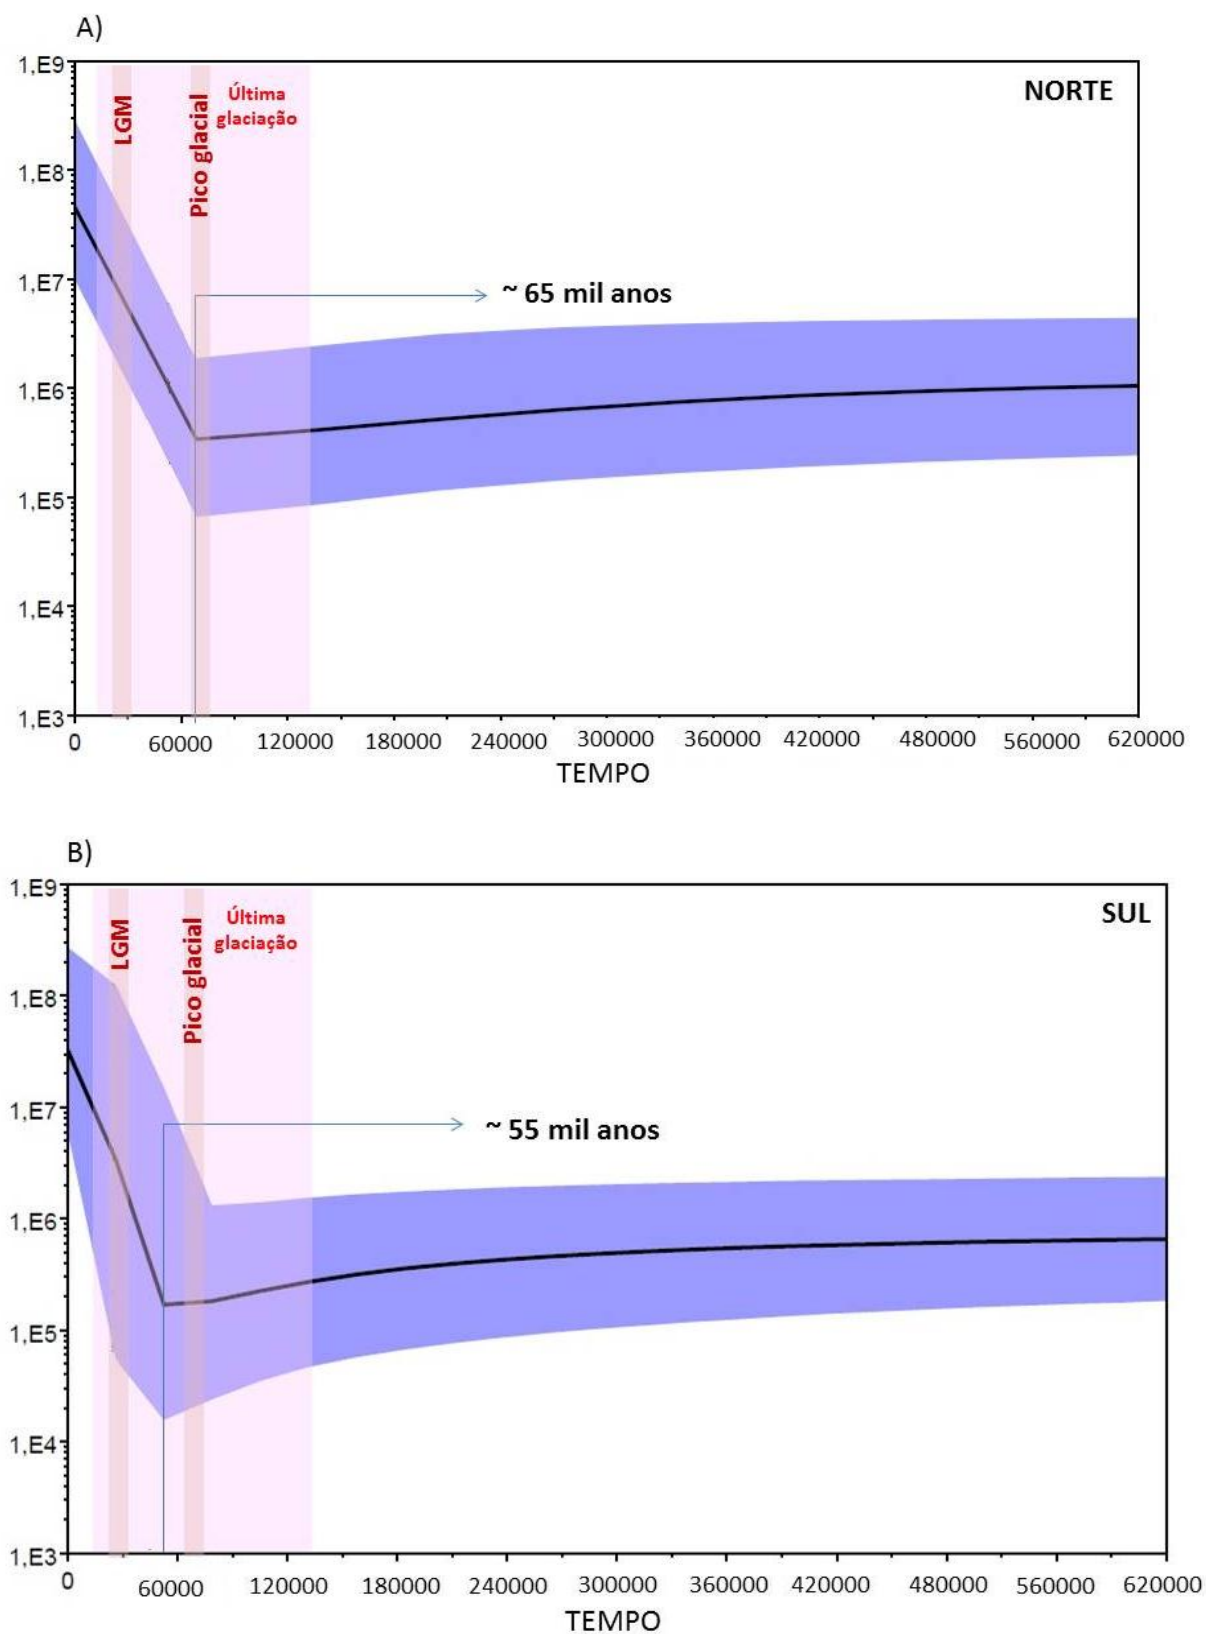 A)
1,E9
1,E8
1,E7
1,E6
1,E5
1,E4
1,E3
LGM
Pico glacial
Última
glaciação
NORTE
~ 65 mil anos
0 60000 120000 180000 240000 300000 360000 420000 480000 560000 620000
TEMPO
B)
1,E9
1,E8
1,E7
1,E6
1,E5
1,E4
1,E3
LGM
Pico glacial
Última
glaciação
SUL
~ 55 mil anos
0 60000 120000 180000 240000 300000 360000 420000 480000 560000 620000
TEMPO